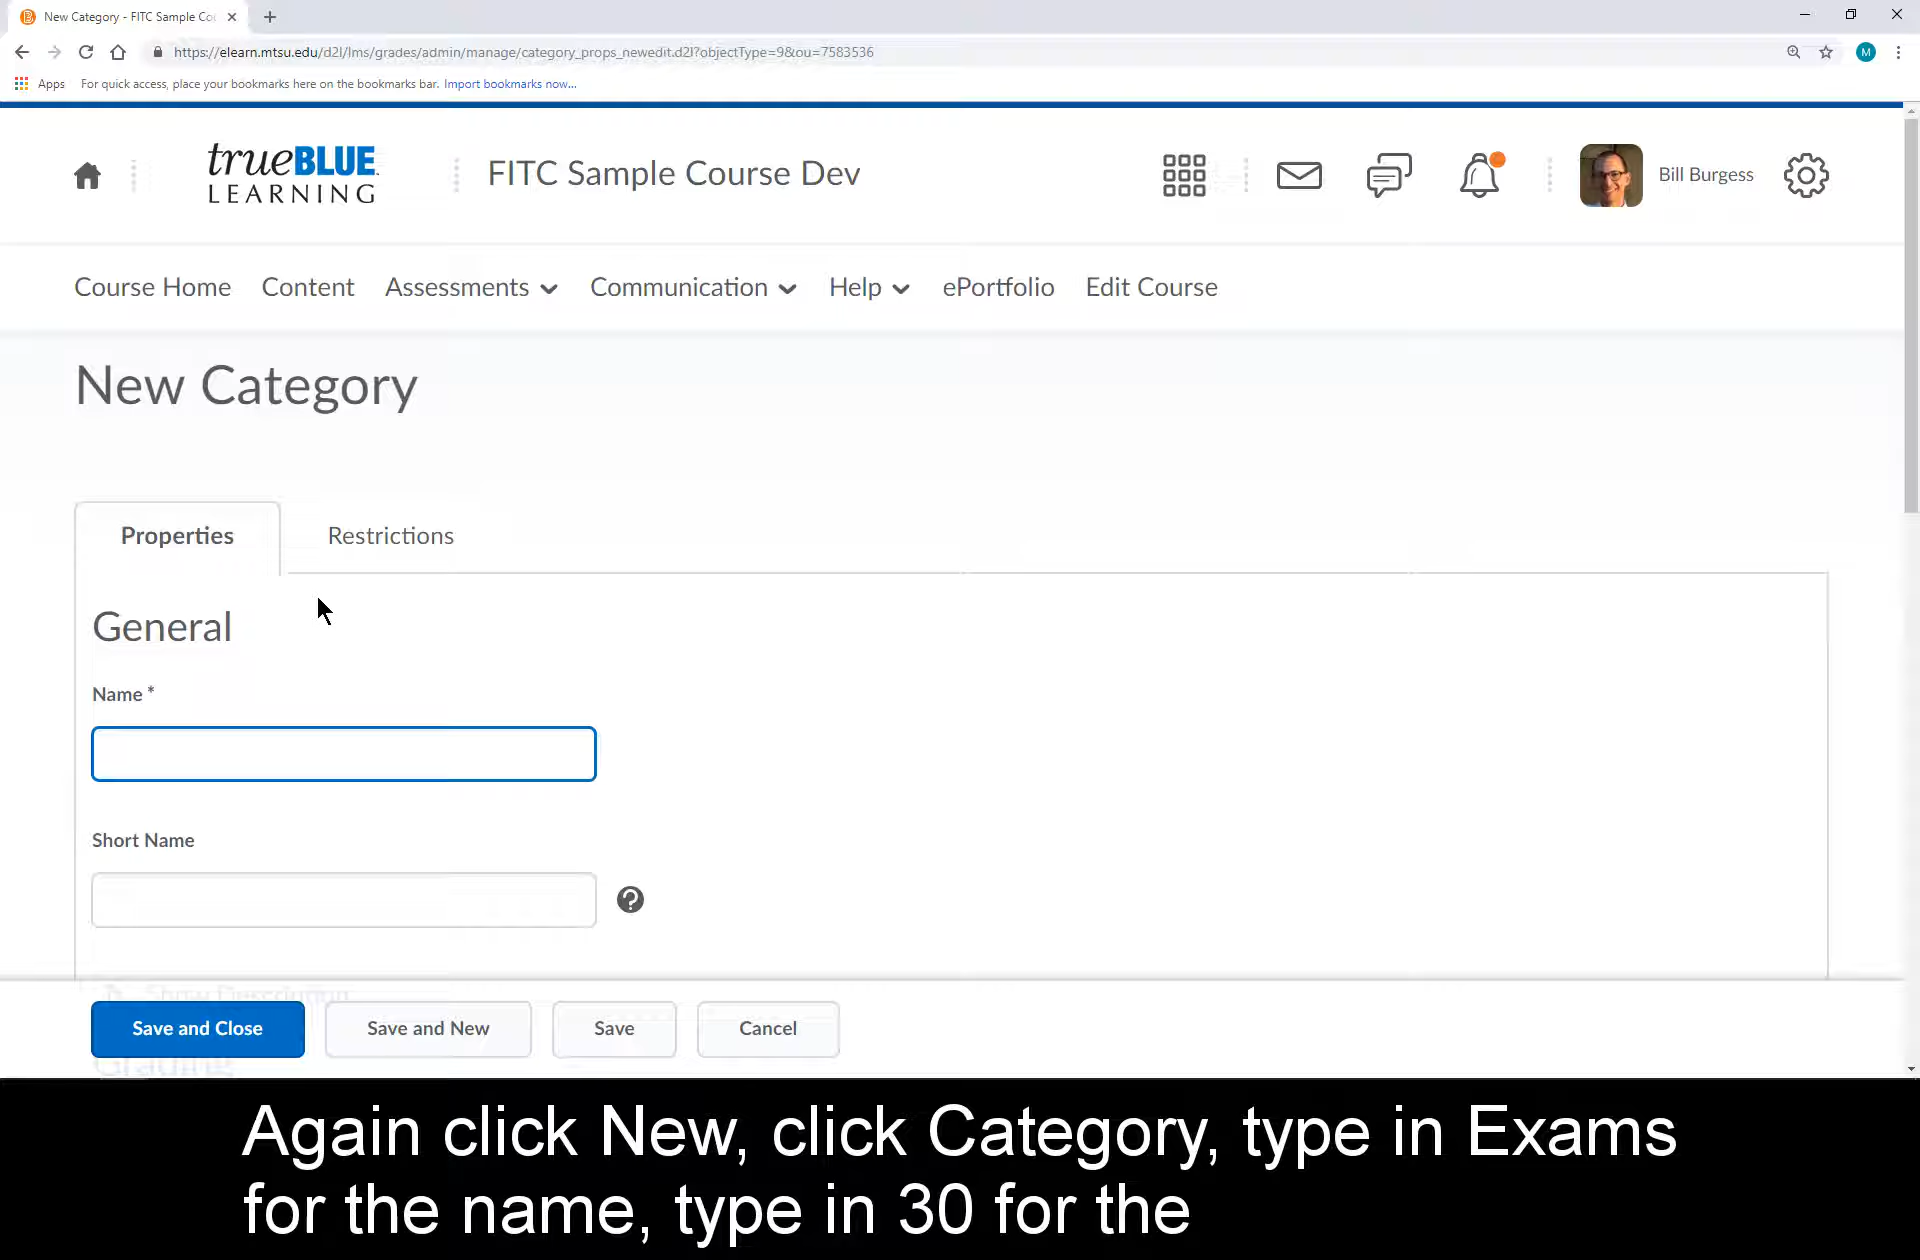 New Category - FITC Sample Co
https://elearn.mtsu.edu/d2l/lms/grades/admin/manage/category_props_newedit.d2l?objectType=9&ou=7583536
M
Apps For quick access, place your bookmarks here on the bookmarks bar. Import bookmarks now...
trueBLUE
LEARNING
FITC Sample Course Dev
Bill Burgess
Course Home Content Assessments Communication Help ePortfolio Edit Course
New Category
Properties Restrictions
General
Name *
Short Name
Show Description
Save and Close Save and New Save Cancel
Grading
Again click New, click Category, type in Exams
for the name, type in 30 for the